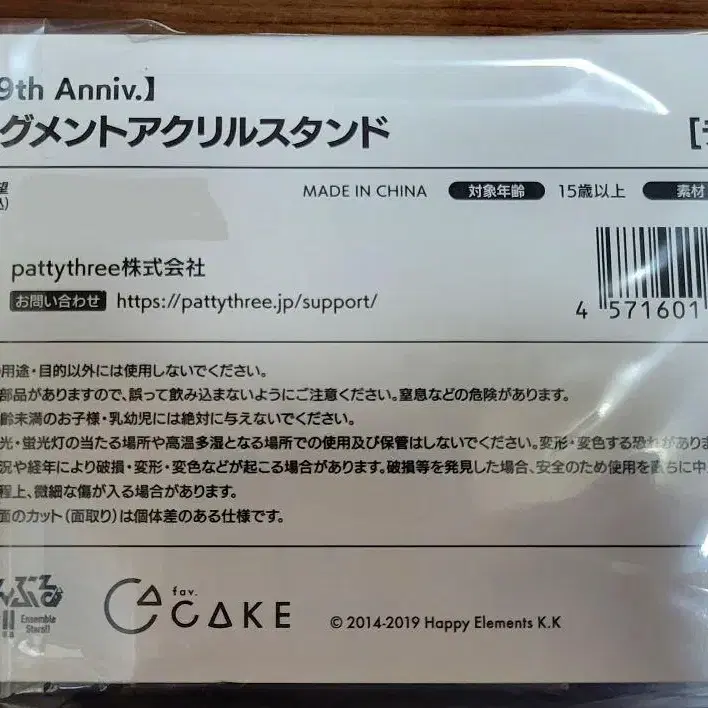 9th Anniv.】
グメントアクリルスタンド
MADE IN CHINA 対象年齢 15歳以上 素材
pattythree株式会社
お問い合わせ https://pattythree.jp/support/
4 571601
用途・目的以外には使用しないでください。
部品がありますので、誤って飲み込まないようにご注意ください。窒息などの危険があります。
齢未満のお子様・乳幼児には絶対に与えないでください。
光・蛍光灯の当たる場所や高温多湿となる場所での使用及び保管はしないでください。変形・変色する恐れがありま
況や経年により破損・変形・変色などが起こる場合があります。破損等を発見した場合、安全のため使用を直ちに中
程上、微細な傷が入る場合があります。
面のカット（面取り）は個体差のある仕様です。
んぶる
!!
Ensemble
Stars!!
fav.
CAKE
© 2014-2019 Happy Elements K.K